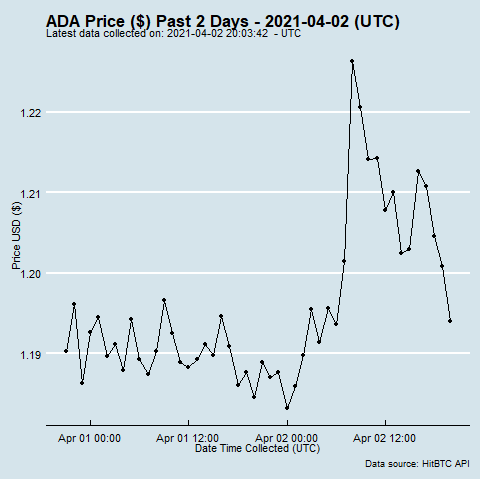 ADA Price ($) Past 2 Days - 2021-04-02 (UTC)
Latest data collected on: 2021-04-02 20:03:42 - UTC
1.22
1.21
1.20
1.19
Price USD ($)
Apr 01 00:00 Apr 01 12:00 Apr 02 00:00 Apr 02 12:00
Date Time Collected (UTC)
Data source: HitBTC API